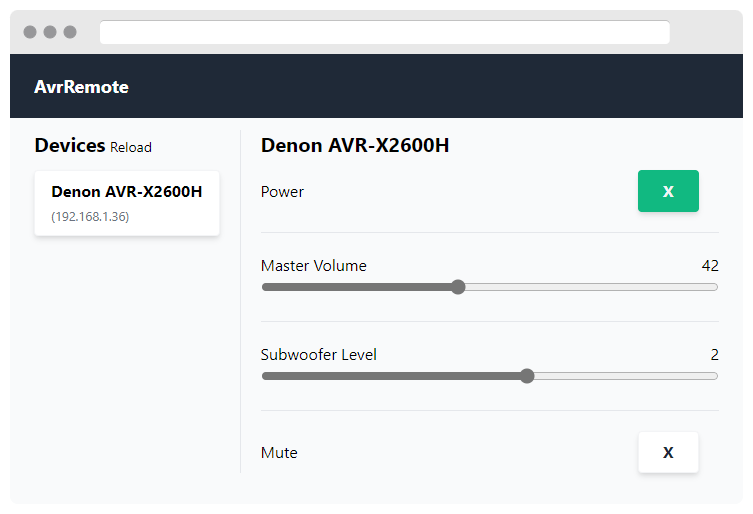 AvrRemote
Devices Reload
Denon AVR-X2600H
(192.168.1.36)
Denon AVR-X2600H
Power X
Master Volume 42
Subwoofer Level 2
Mute X